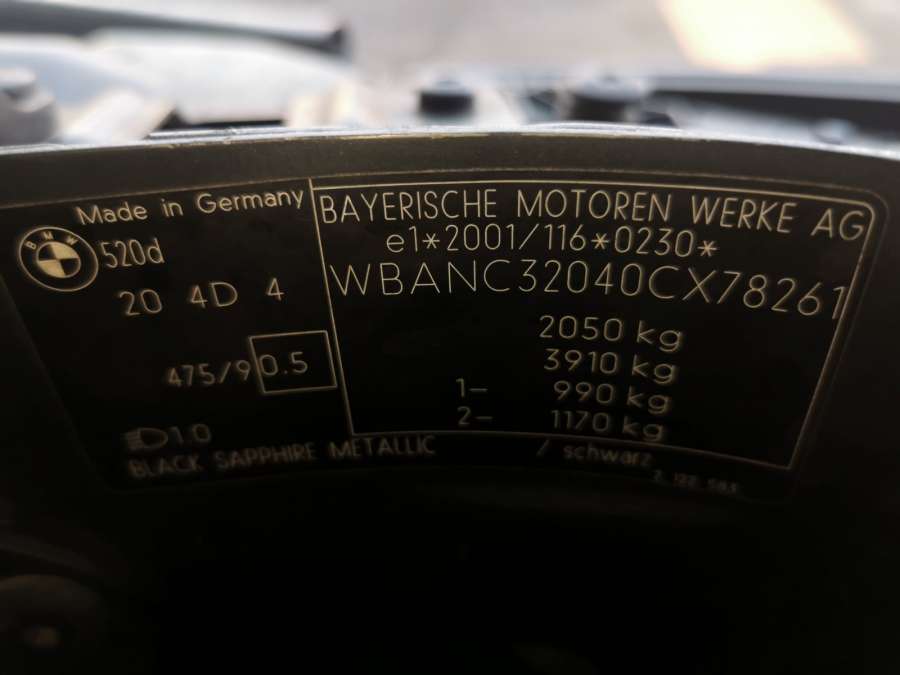 Made in Germany
BMW
520d
20 4D 4
475/9 0.5
1.0
BLACK SAPPHIRE METALLIC / schwarz
BAYERISCHE MOTOREN WERKE AG
e1*2001/116*0230*
WBANC32040CX78261
2050 kg
3910 kg
1- 990 kg
2- 1170 kg